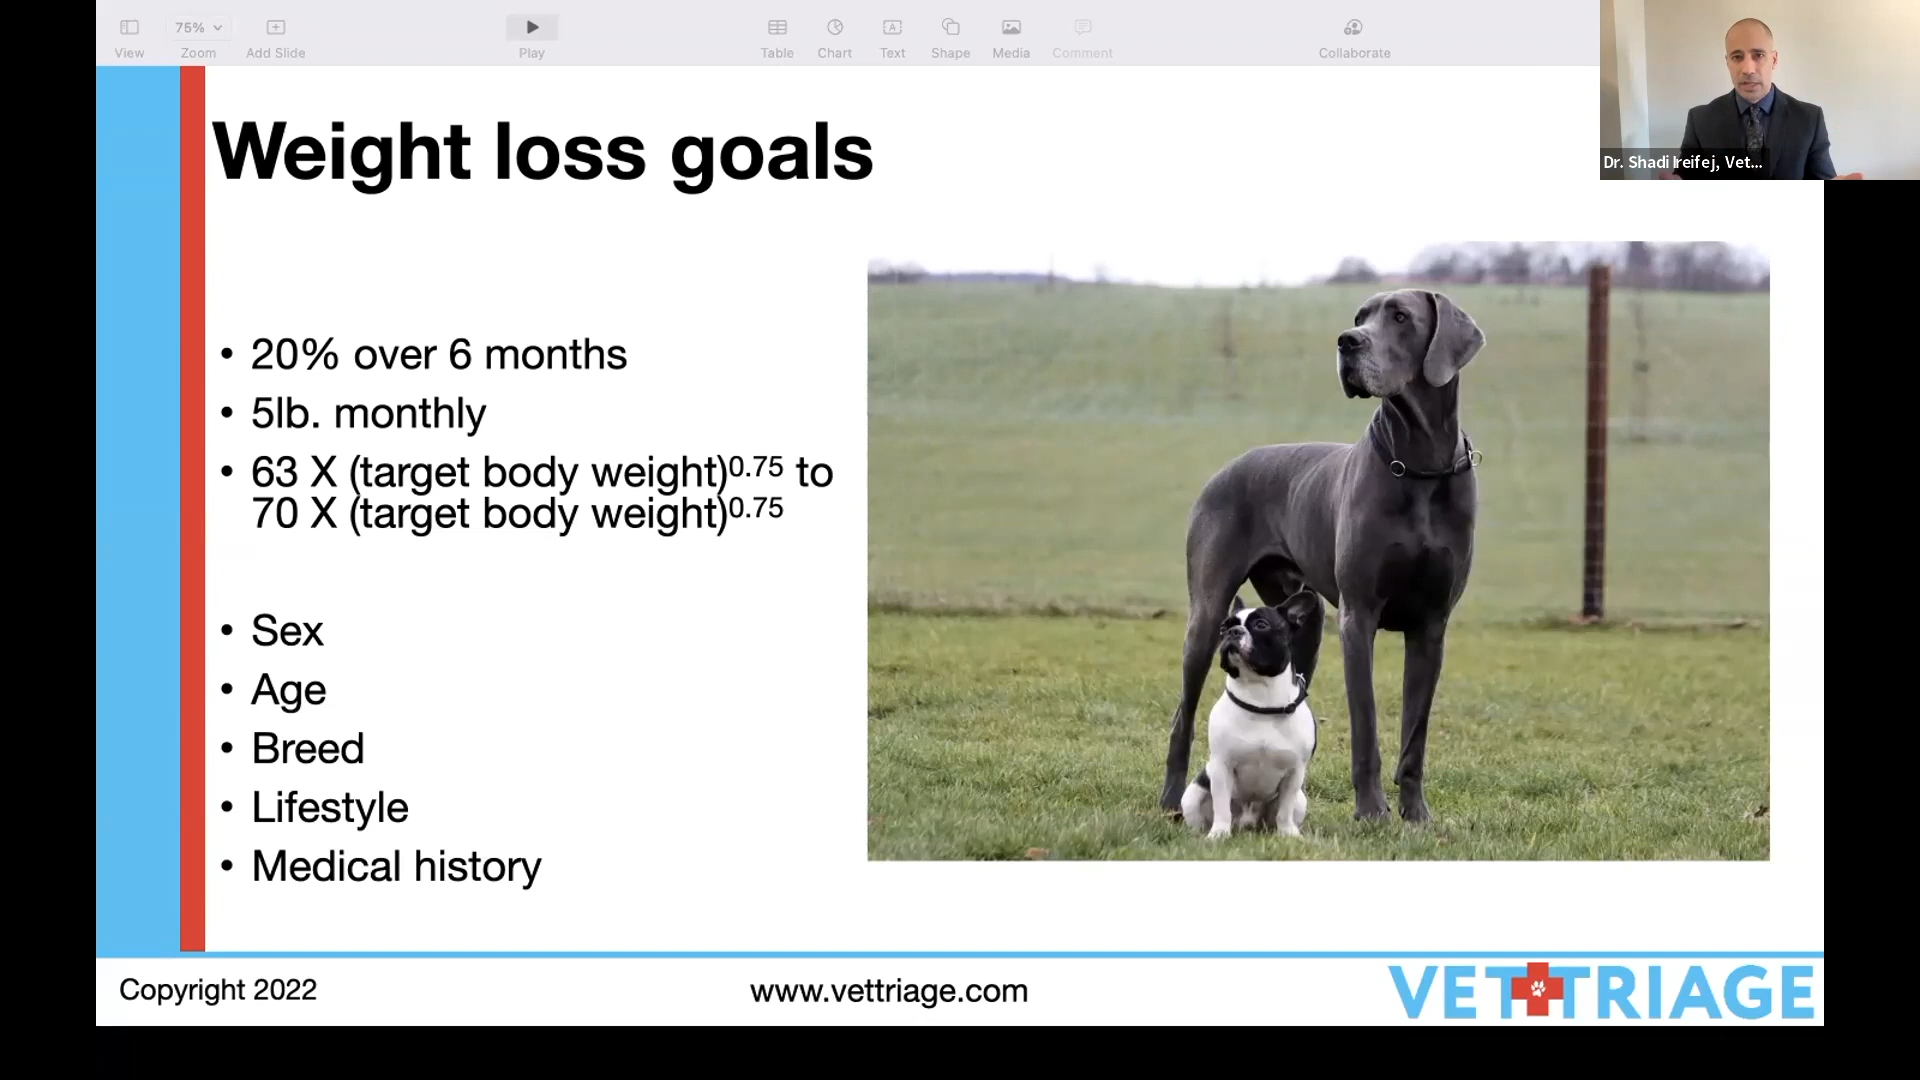 75%
View
Zoom
Add Slide
Play
Table
Chart
Text
Shape
Media
Comment
Collaborate
Dr. Shadi Ireifej, Vet...
Weight loss goals
• 20% over 6 months
• 5lb. monthly
• 63 X (target body weight)0.75 to
70 X (target body weight)0.75
• Sex
• Age
• Breed
• Lifestyle
• Medical history
Copyright 2022
www.vettriage.com
VETTRIAGE